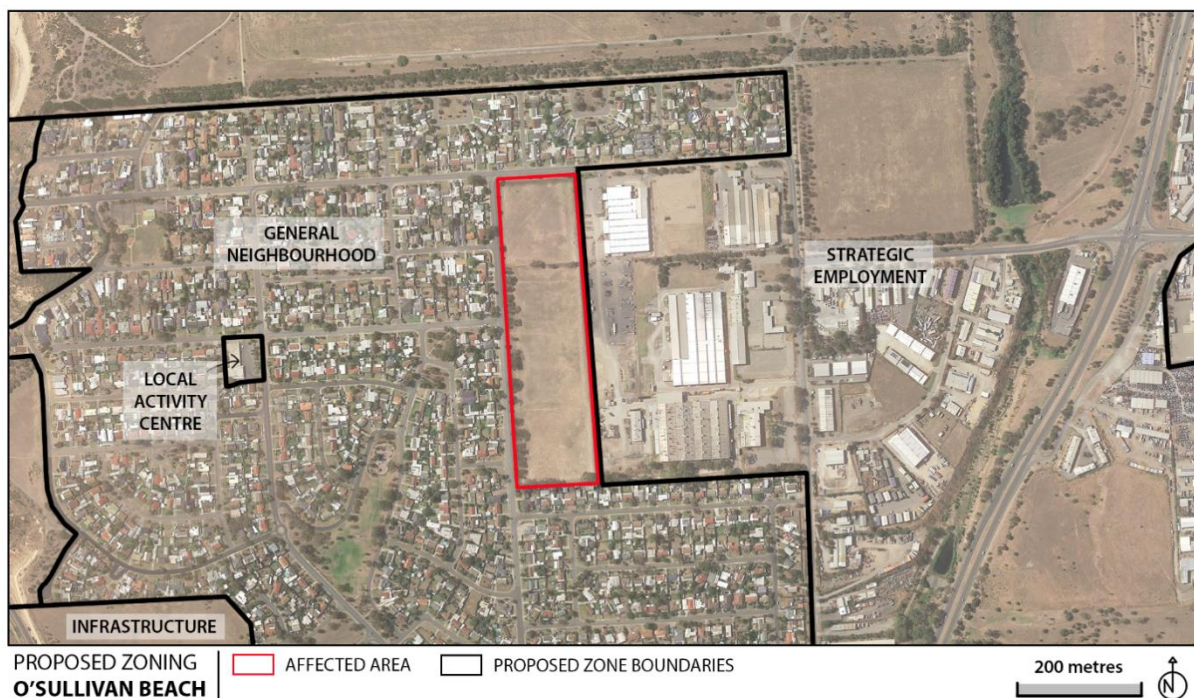 GENERAL
NEIGHBOURHOOD
STRATEGIC
EMPLOYMENT
LOCAL
ACTIVITY
CENTRE
INFRASTRUCTURE
PROPOSED ZONING
O'SULLIVAN BEACH
AFFECTED AREA
PROPOSED ZONE BOUNDARIES
200 metres
N